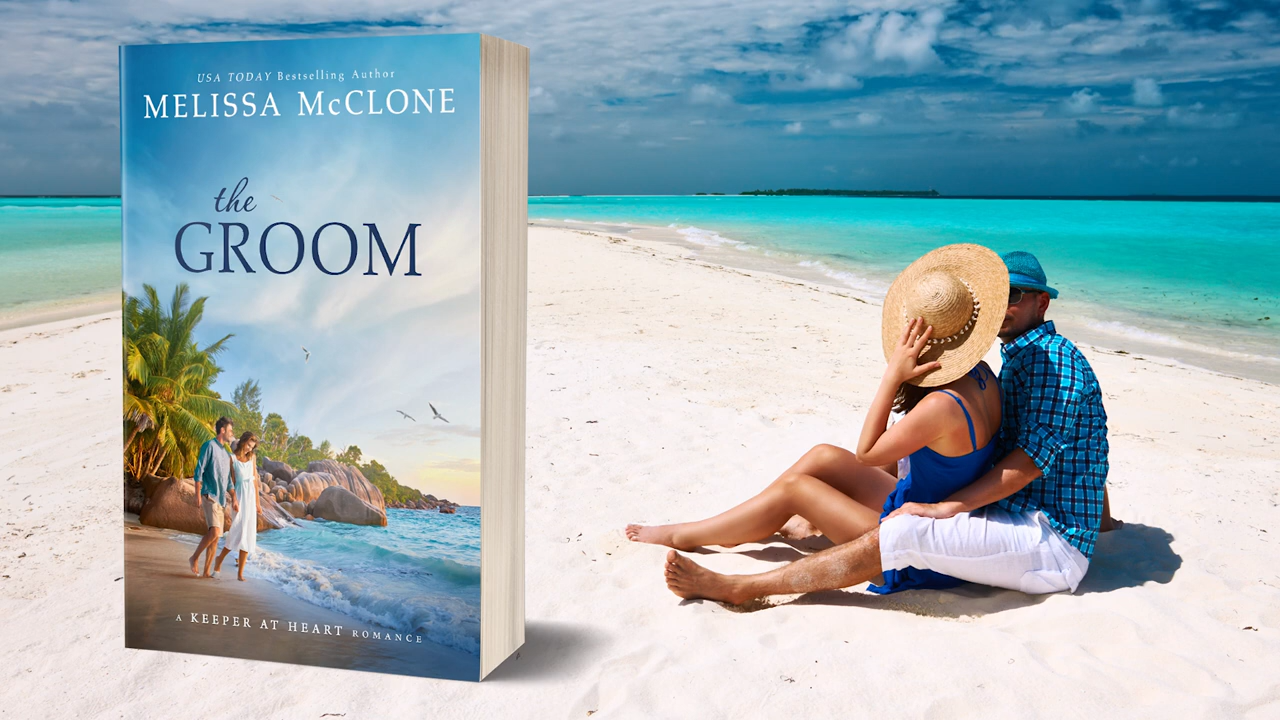 USA TODAY Bestselling Author
MELISSA McCLONE
the
GROOM
A KEEPER AT HEART ROMANCE